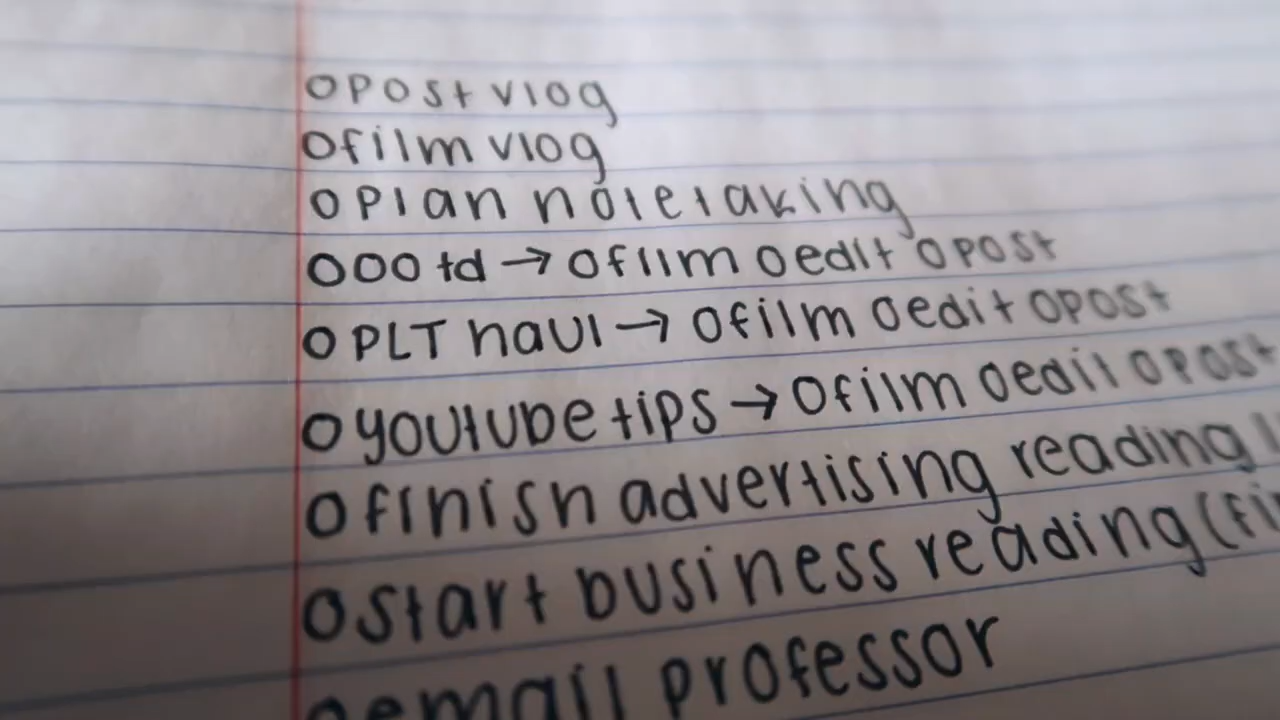 ○ post vlog
○ film vlog
○ plan notetaking
○ ootd → ○ film ○ edit ○ post
○ PLT haul → ○ film ○ edit ○ post
○ youtube tips → ○ film ○ edit ○ post
○ finish advertising reading
○ start business reading (
○ email professor